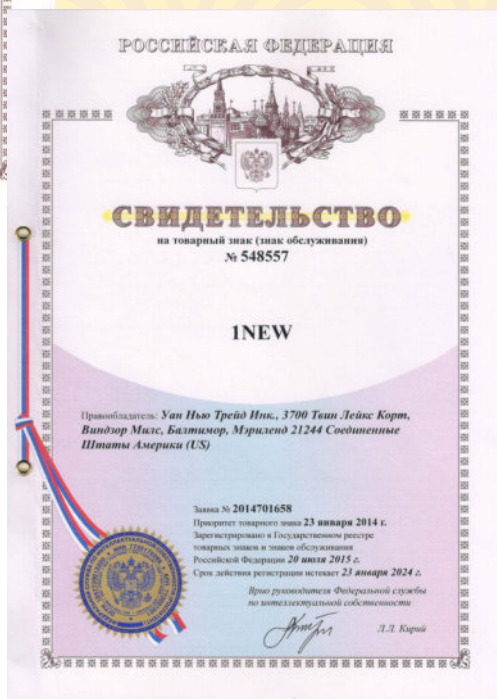 РОССИЙСКАЯ ФЕДЕРАЦИЯ
СВИДЕТЕЛЬСТВО
на товарный знак (знак обслуживания)
№ 548557
1NEW
Правообладатель: Уан Нью Трейд Инк., 3700 Твин Лейкс Корт,
Виндзор Милс, Балтимор, Мэриленд 21244 Соединенные
Штаты Америки (US)
Заявка № 2014701658
Приоритет товарного знака 23 января 2014 г.
Зарегистрировано в Государственном реестре
товарных знаков и знаков обслуживания
Российской Федерации 20 июля 2015 г.
Срок действия регистрации истекает 23 января 2024 г.
Врио руководителя Федеральной службы
по интеллектуальной собственности
Л.Л. Кирий